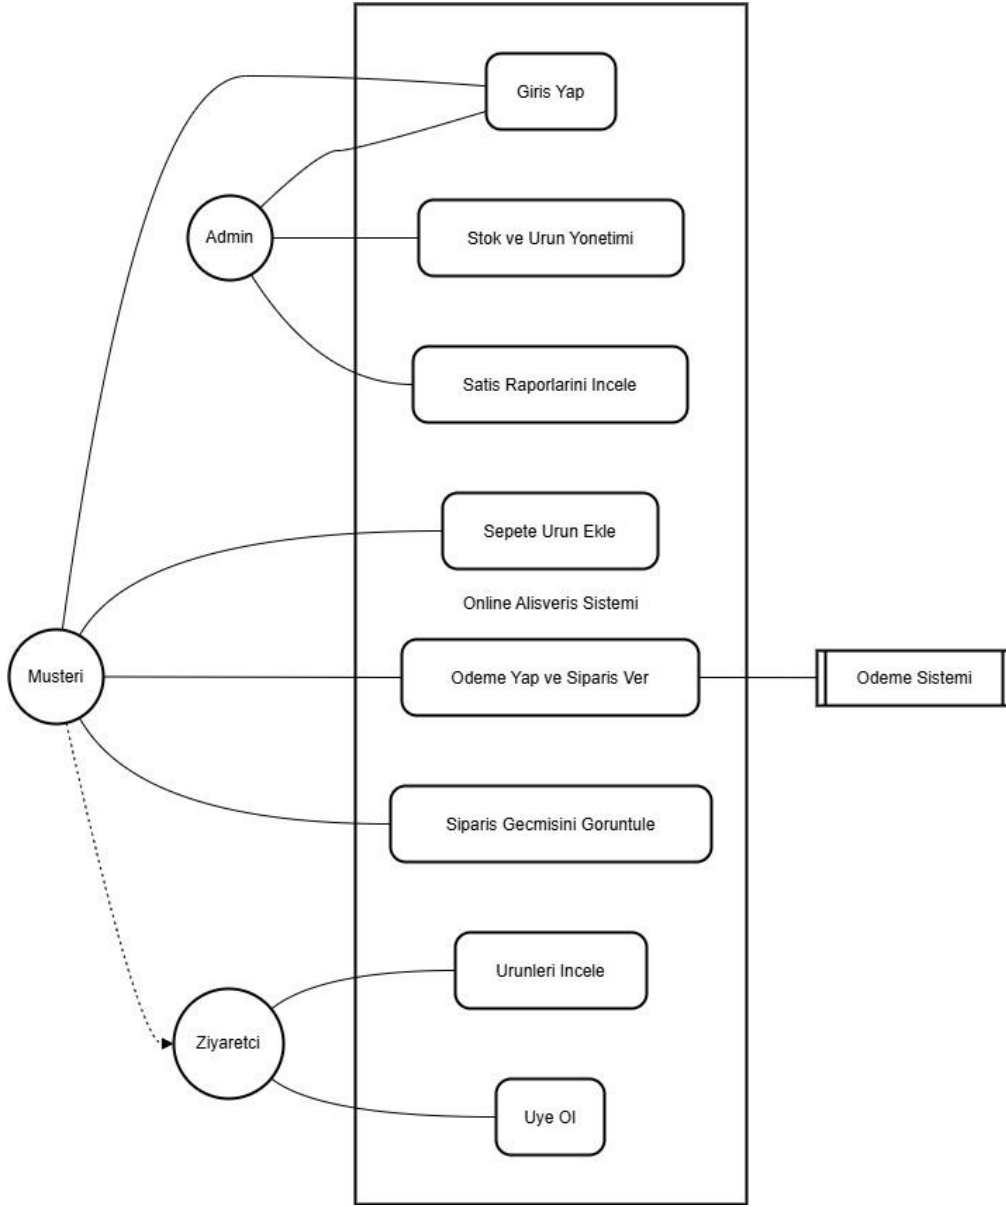 Giris Yap
Admin
Stok ve Urun Yonetimi
Satis Raporlarini Incele
Sepete Urun Ekle
Online Alisveris Sistemi
Musteri
Odeme Yap ve Siparis Ver
Odeme Sistemi
Siparis Gecmisini Goruntule
Urunleri Incele
Ziyaretci
Uye Ol